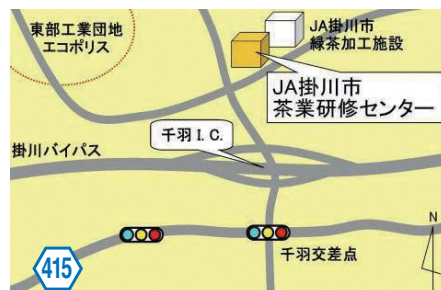 東部工業団地
エコポリス
JA掛川市
緑茶加工施設
JA掛川市
茶業研修センター
千羽 I. C.
掛川バイパス
N
千羽交差点
415